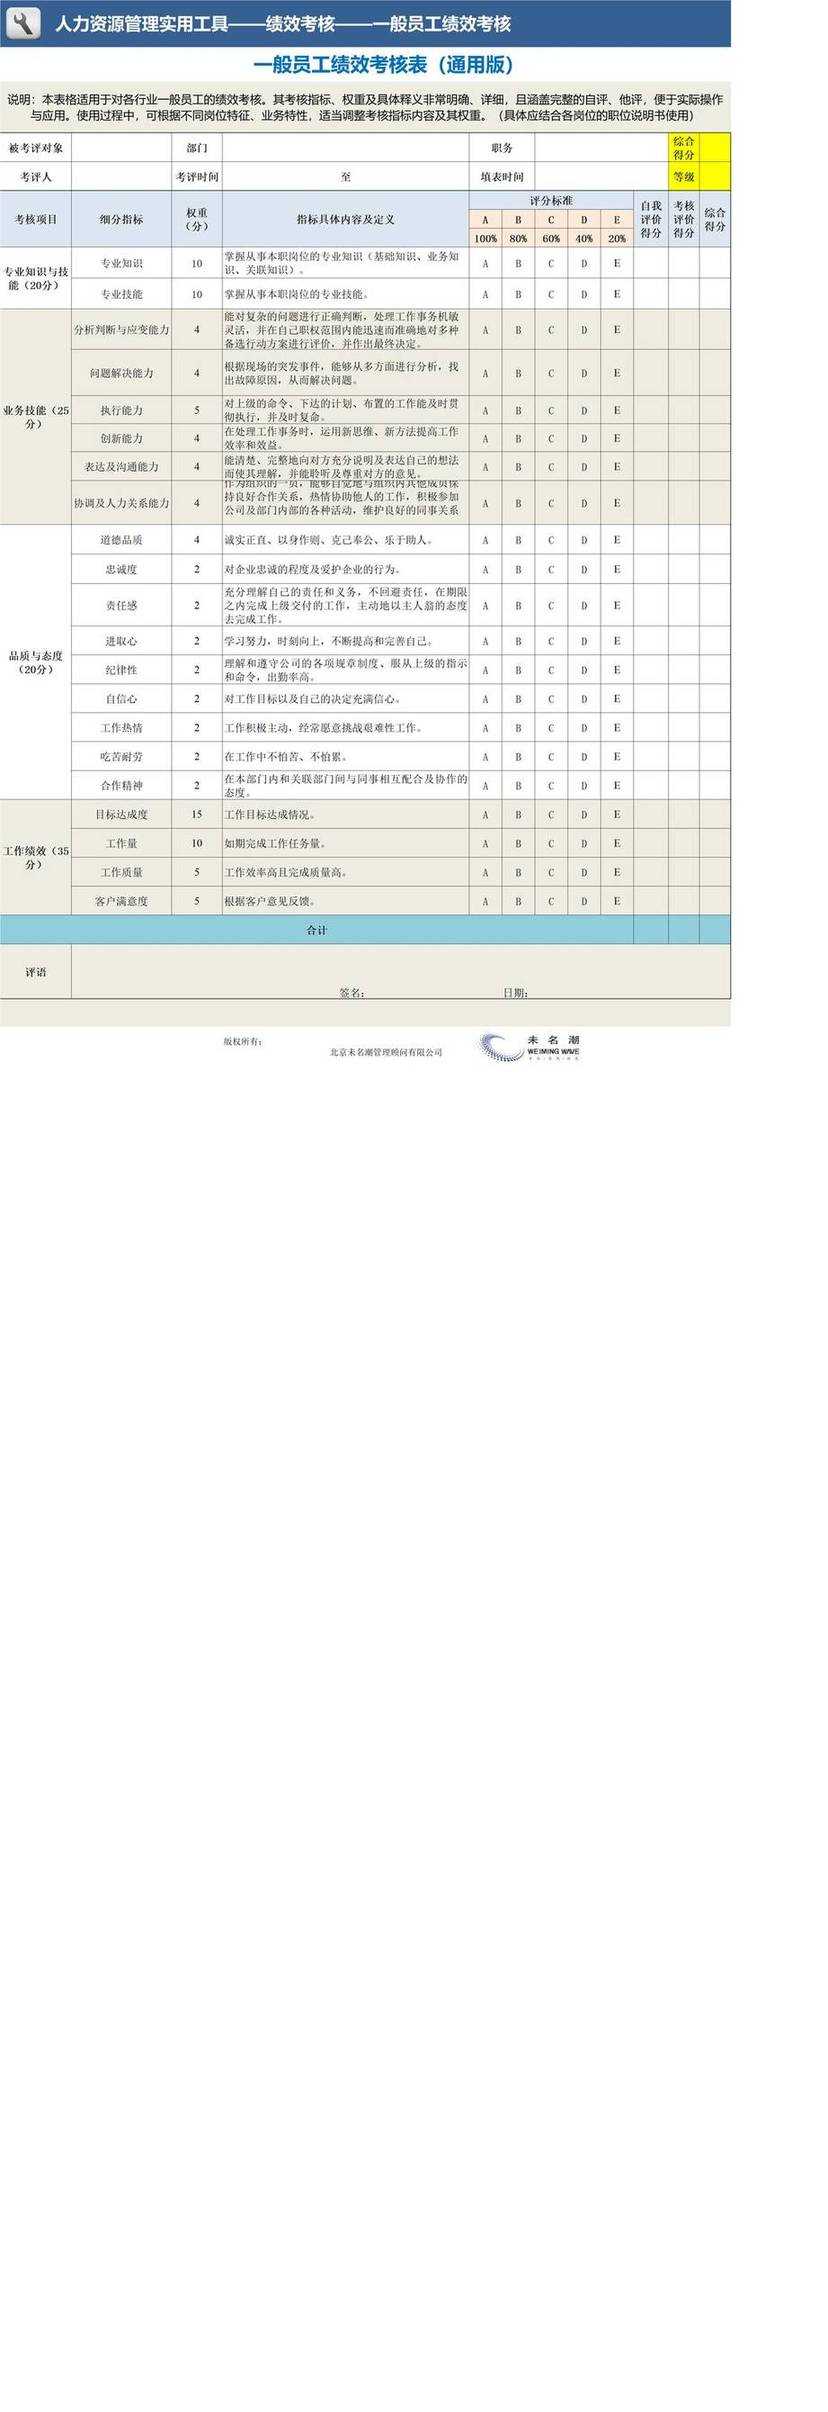 人力资源管理实用工具——绩效考核——一般员工绩效考核
一般员工绩效考核表（通用版）
说明：本表格适用于对各行业一般员工的绩效考核。其考核指标、权重及具体释义非常明确、详细，且涵盖完整的自评、他评，便于实际操作
与应用。使用过程中，可根据不同岗位特征、业务特性，适当调整考核指标内容及其权重。（具体应结合各岗位的职位说明书使用）
被考评对象 部门 职务 综合得分
考评人 考评时间 至 填表时间 等级
考核项目 细分指标 权重（分） 指标具体内容及定义 评分标准 自我评价得分 考核评价得分 综合得分
A B C D E
100% 80% 60% 40% 20%
专业知识与技能（20分）
专业知识 10 掌握从事本职岗位的专业知识（基础知识、业务知识、关联知识）。 A B C D E
专业技能 10 掌握从事本职岗位的专业技能。 A B C D E
业务技能（25分）
分析判断与应变能力 4 能对复杂的问题进行正确判断，处理工作事务机敏灵活，并在自己职权范围内能迅速而准确地对多种备选行动方案进行评价，并作出最终决定。 A B C D E
问题解决能力 4 根据现场的突发事件，能够从多方面进行分析，找出故障原因，从而解决问题。 A B C D E
执行能力 5 对上级的命令、下达的计划、布置的工作能及时贯彻执行，并及时复命。 A B C D E
创新能力 4 在处理工作事务时，运用新思维、新方法提高工作效率和效益。 A B C D E
表达及沟通能力 4 能清楚、完整地向对方充分说明及表达自己的想法而使其理解，并能聆听及尊重对方的意见。 A B C D E
协调及人力关系能力 4 作为组织的一员，能够自觉地与组织内其他成员保持良好合作关系，热情协助他人的工作，积极参加公司及部门内部的各种活动，维护良好的同事关系 A B C D E
品质与态度（20分）
道德品质 4 诚实正直、以身作则、克己奉公、乐于助人。 A B C D E
忠诚度 2 对企业忠诚的程度及爱护企业的行为。 A B C D E
责任感 2 充分理解自己的责任和义务，不回避责任，在期限之内完成上级交付的工作，主动地以主人翁的态度去完成工作。 A B C D E
进取心 2 学习努力，时刻向上，不断提高和完善自己。 A B C D E
纪律性 2 理解和遵守公司的各项规章制度、服从上级的指示和命令，出勤率高。 A B C D E
自信心 2 对工作目标以及自己的决定充满信心。 A B C D E
工作热情 2 工作积极主动，经常愿意挑战艰难性工作。 A B C D E
吃苦耐劳 2 在工作中不怕苦、不怕累。 A B C D E
合作精神 2 在本部门内和关联部门间与同事相互配合及协作的态度。 A B C D E
工作绩效（35分）
目标达成度 15 工作目标达成情况。 A B C D E
工作量 10 如期完成工作任务量。 A B C D E
工作质量 5 工作效率高且完成质量高。 A B C D E
客户满意度 5 根据客户意见反馈。 A B C D E
合计
评语
签名： 日期：
版权所有：
北京未名潮管理顾问有限公司
未名潮
WEIMING WAVE